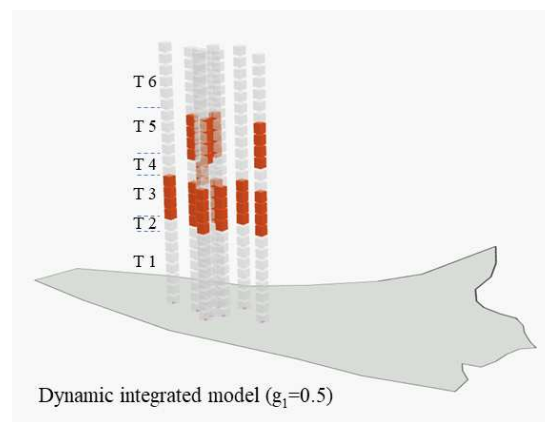 T 6
T 5
T 4
T 3
T 2
T 1
Dynamic integrated model (g₁=0.5)